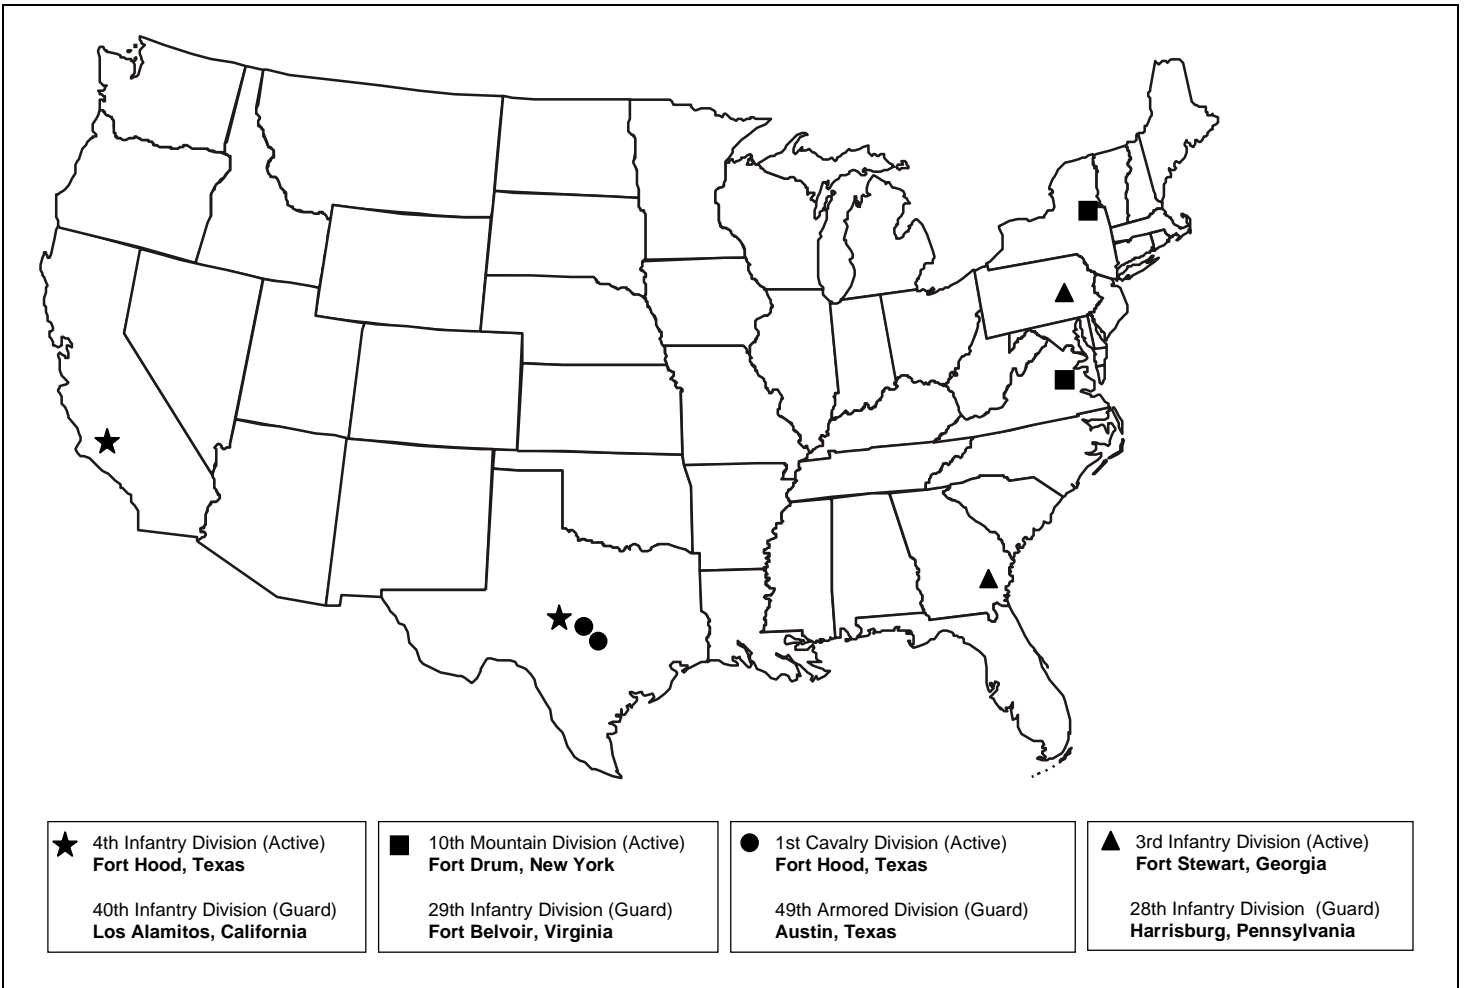 4th Infantry Division (Active)
Fort Hood, Texas
40th Infantry Division (Guard)
Los Alamitos, California
10th Mountain Division (Active)
Fort Drum, New York
29th Infantry Division (Guard)
Fort Belvoir, Virginia
1st Cavalry Division (Active)
Fort Hood, Texas
49th Armored Division (Guard)
Austin, Texas
3rd Infantry Division (Active)
Fort Stewart, Georgia
28th Infantry Division  (Guard)
Harrisburg, Pennsylvania